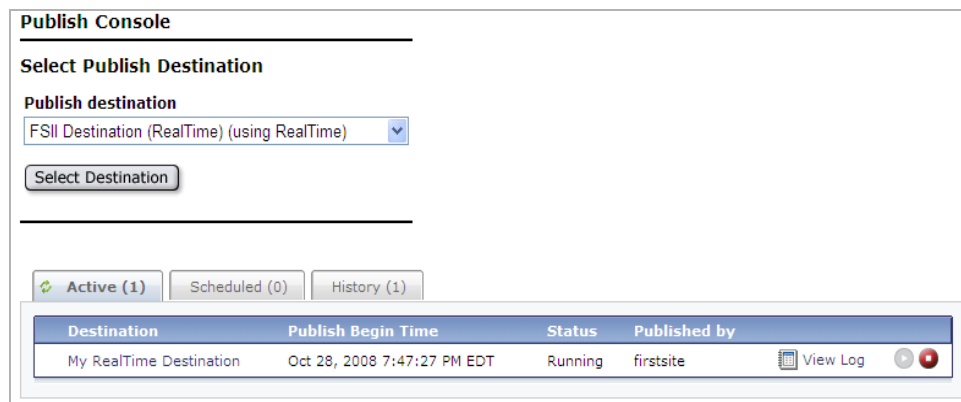 Publish Console
Select Publish Destination
Publish destination
FSII Destination (RealTime) (using RealTime)
Select Destination
Active (1) Scheduled (0) History (1)
Destination Publish Begin Time Status Published by
My RealTime Destination Oct 28, 2008 7:47:27 PM EDT Running firstsite View Log